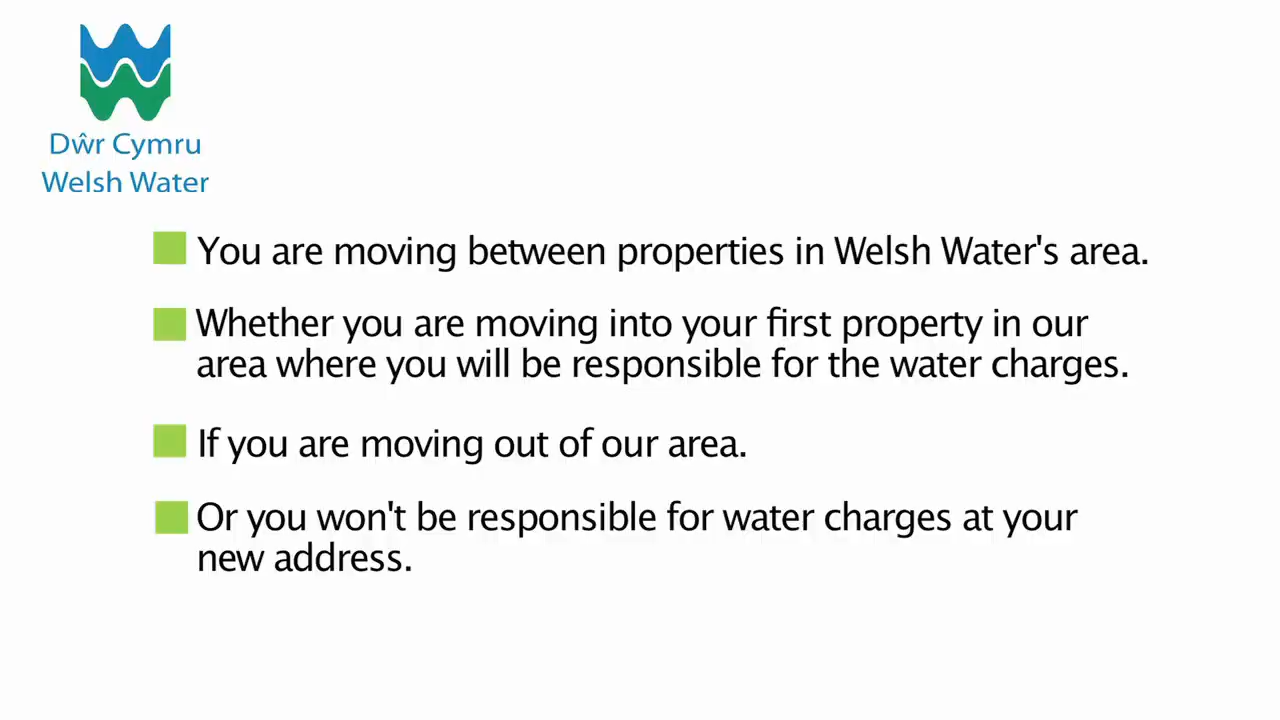 Dŵr Cymru
Welsh Water
You are moving between properties in Welsh Water's area.
Whether you are moving into your first property in our
area where you will be responsible for the water charges.
If you are moving out of our area.
Or you won't be responsible for water charges at your
new address.